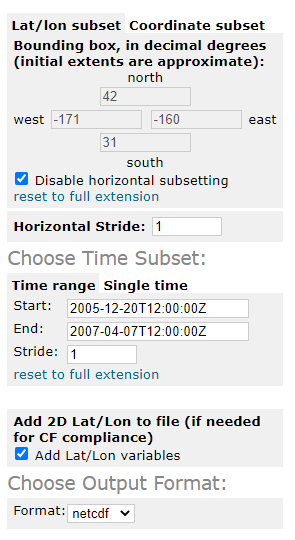 Lat/lon subset Coordinate subset
Bounding box, in decimal degrees
(initial extents are approximate):
north
42
west -171 -160 east
31
south
Disable horizontal subsetting
reset to full extension
Horizontal Stride: 1
Choose Time Subset:
Time range Single time
Start: 2005-12-20T12:00:00Z
End: 2007-04-07T12:00:00Z
Stride: 1
reset to full extension
Add 2D Lat/Lon to file (if needed
for CF compliance)
Add Lat/Lon variables
Choose Output Format:
Format: netcdf